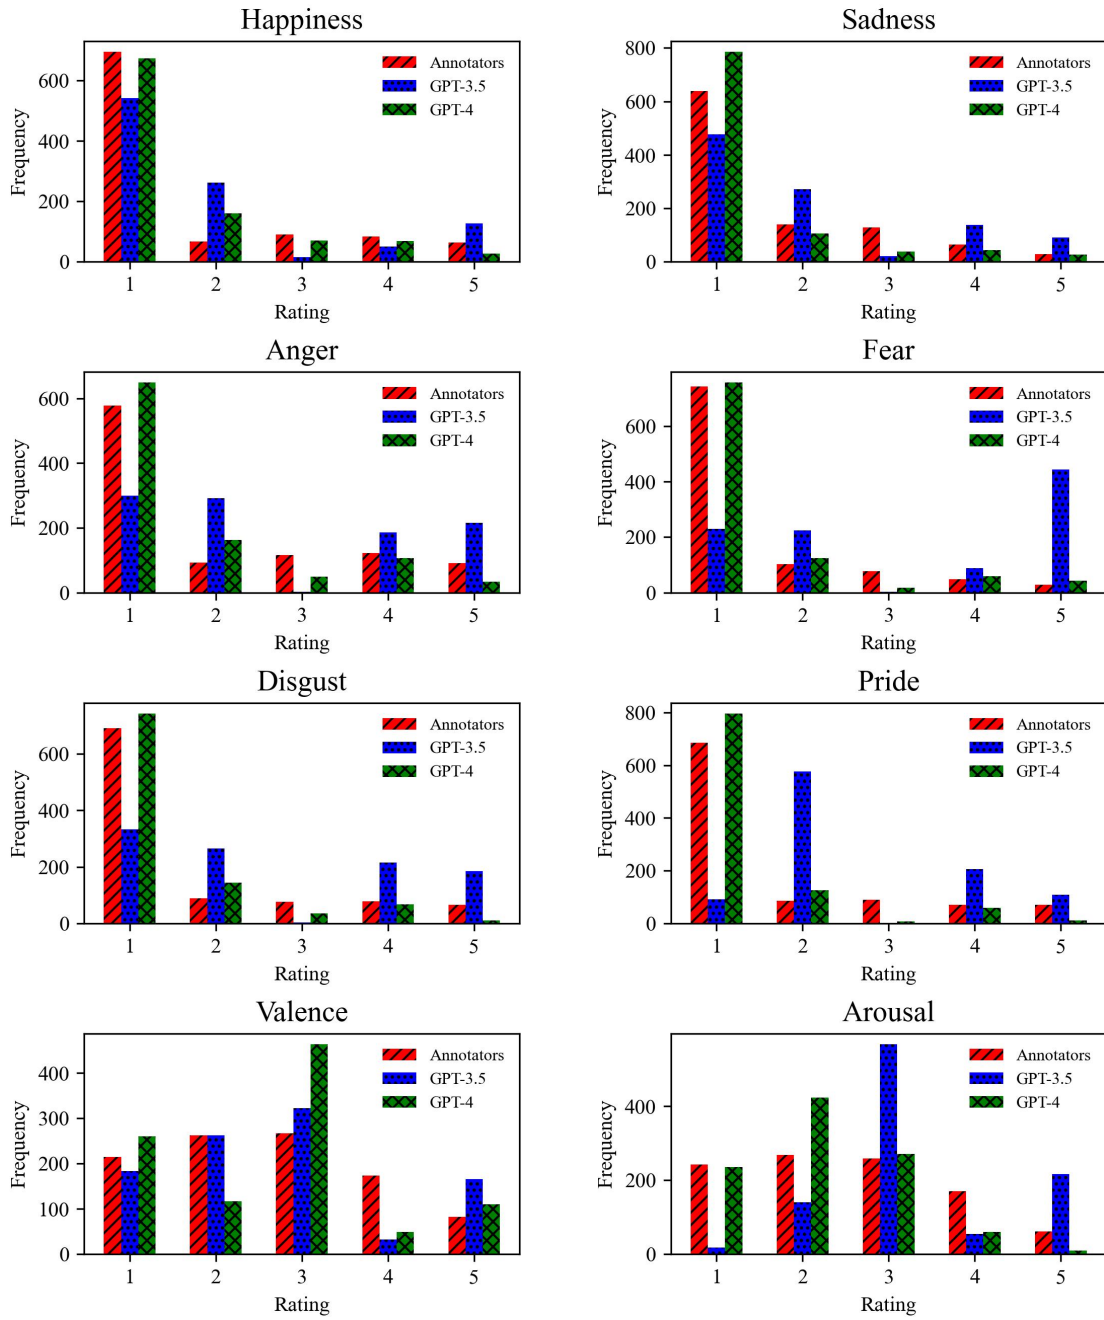 Happiness
Frequency
600
400
200
0
Annotators
GPT-3.5
GPT-4
1 2 3 4 5
Rating
Sadness
Frequency
800
600
400
200
0
Annotators
GPT-3.5
GPT-4
1 2 3 4 5
Rating
Anger
Frequency
600
400
200
0
Annotators
GPT-3.5
GPT-4
1 2 3 4 5
Rating
Fear
Frequency
600
400
200
0
Annotators
GPT-3.5
GPT-4
1 2 3 4 5
Rating
Disgust
Frequency
600
400
200
0
Annotators
GPT-3.5
GPT-4
1 2 3 4 5
Rating
Pride
Frequency
800
600
400
200
0
Annotators
GPT-3.5
GPT-4
1 2 3 4 5
Rating
Valence
Frequency
400
300
200
100
0
Annotators
GPT-3.5
GPT-4
1 2 3 4 5
Rating
Arousal
Frequency
400
200
0
Annotators
GPT-3.5
GPT-4
1 2 3 4 5
Rating